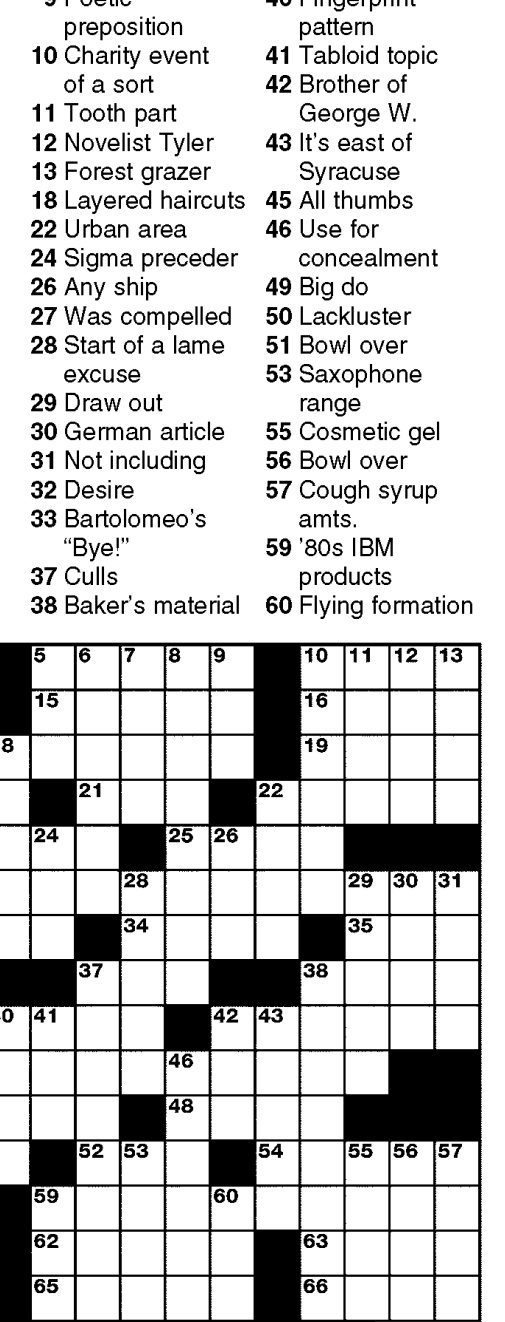 9 Poetic
preposition
10 Charity event
of a sort
11 Tooth part
12 Novelist Tyler
13 Forest grazer
18 Layered haircuts
22 Urban area
24 Sigma preceder
26 Any ship
27 Was compelled
28 Start of a lame
excuse
29 Draw out
30 German article
31 Not including
32 Desire
33 Bartolomeo's
“Bye!”
37 Culls
38 Baker's material
40 Fingerprint
pattern
41 Tabloid topic
42 Brother of
George W.
43 It's east of
Syracuse
45 All thumbs
46 Use for
concealment
49 Big do
50 Lackluster
51 Bowl over
53 Saxophone
range
55 Cosmetic gel
56 Bowl over
57 Cough syrup
amts.
59 '80s IBM
products
60 Flying formation
5 6 7 8 9 10 11 12 13
15 16
8 19
21 22
24 25 26
28 29 30 31
34 35
37 38
0 41 42 43
46
48
52 53 54 55 56 57
59 60
62 63
65 66